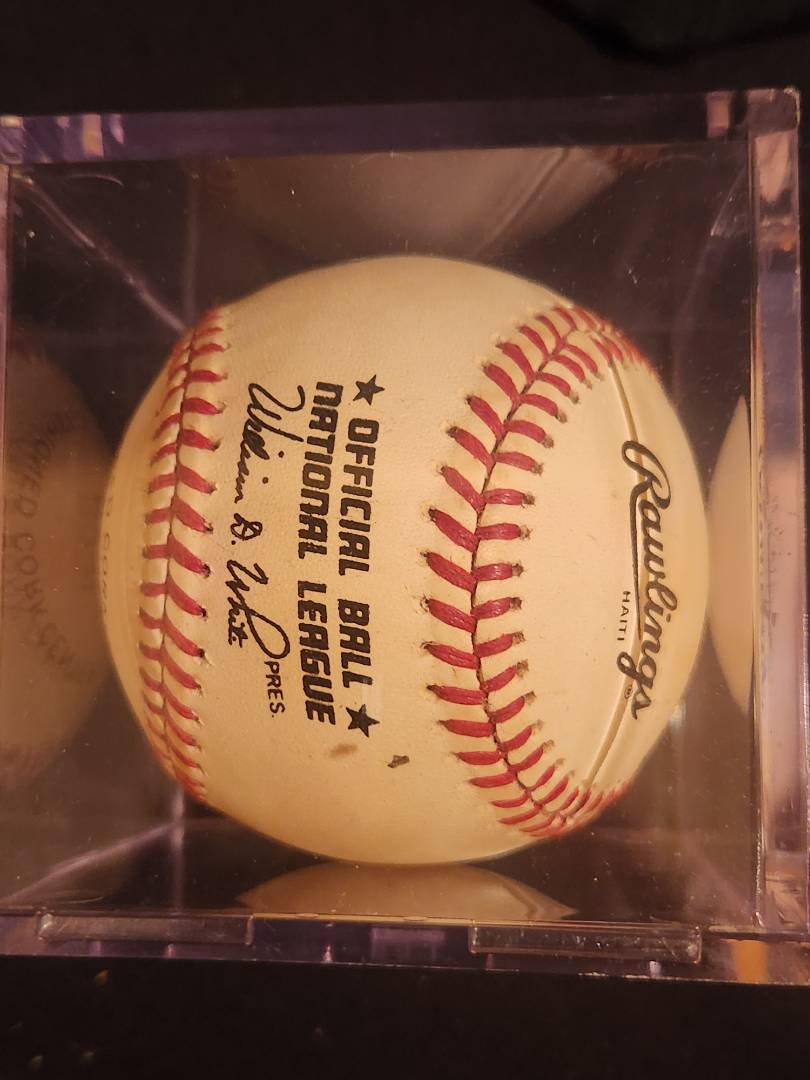 Rawlings ®
HAITI
★ OFFICIAL BALL ★
NATIONAL LEAGUE
William D. White PRES.